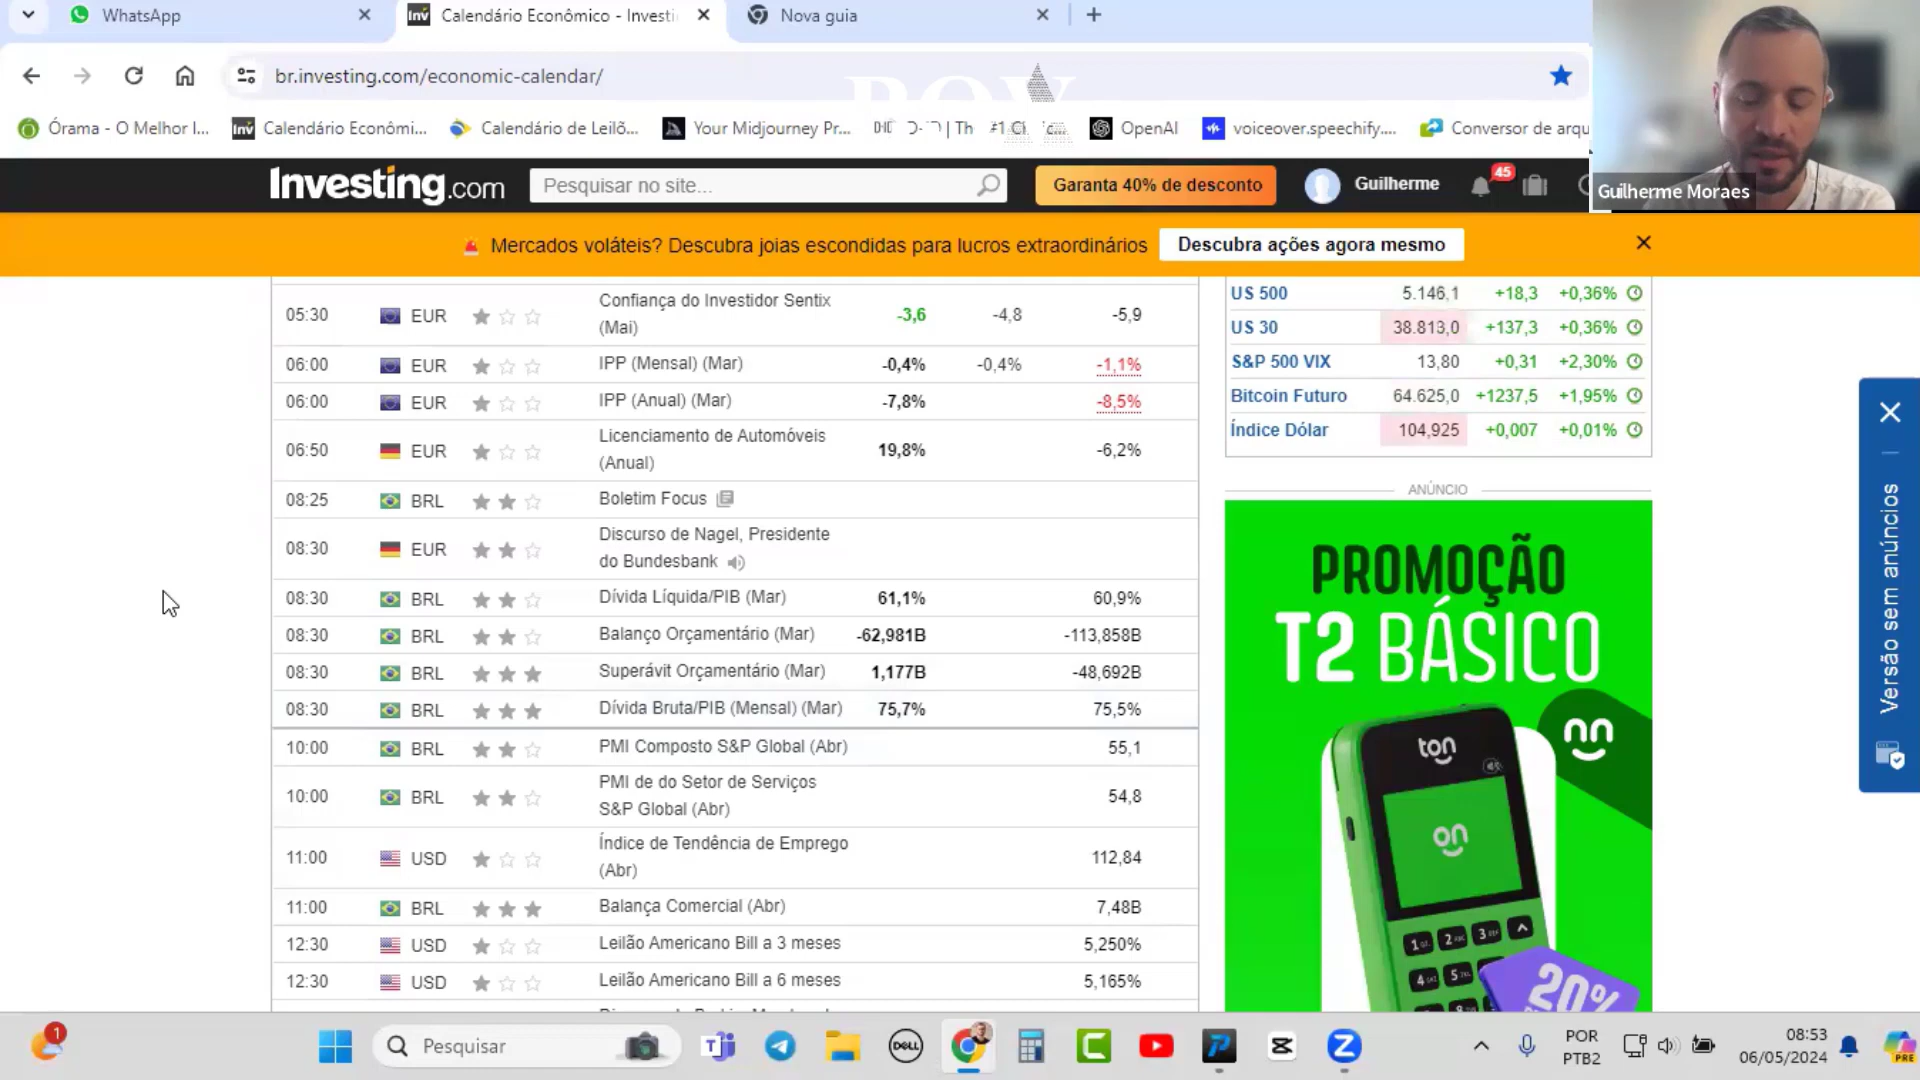 WhatsApp
Calendário Econômico - Investi
Nova guia
br.investing.com/economic-calendar/
POV
Órama - O Melhor I...
Inv Calendário Econômi...
Calendário de Leilõ...
Your Midjourney Pr...
OpenAI
voiceover.speechify....
Conversor de arqu
Investing.com
Pesquisar no site...
Garanta 40% de desconto
Guilherme
45
Guilherme Moraes
Mercados voláteis? Descubra joias escondidas para lucros extraordinários
Descubra ações agora mesmo
05:30 EUR Confiança do Investidor Sentix (Mai) -3,6 -4,8 -5,9
06:00 EUR IPP (Mensal) (Mar) -0,4% -0,4% -1,1%
06:00 EUR IPP (Anual) (Mar) -7,8% -8,5%
06:50 EUR Licenciamento de Automóveis (Anual) 19,8% -6,2%
08:25 BRL Boletim Focus
08:30 EUR Discurso de Nagel, Presidente do Bundesbank
08:30 BRL Dívida Líquida/PIB (Mar) 61,1% 60,9%
08:30 BRL Balanço Orçamentário (Mar) -62,981B -113,858B
08:30 BRL Superávit Orçamentário (Mar) 1,177B -48,692B
08:30 BRL Dívida Bruta/PIB (Mensal) (Mar) 75,7% 75,5%
10:00 BRL PMI Composto S&P Global (Abr) 55,1
10:00 BRL PMI de do Setor de Serviços S&P Global (Abr) 54,8
11:00 USD Índice de Tendência de Emprego (Abr) 112,84
11:00 BRL Balança Comercial (Abr) 7,48B
12:30 USD Leilão Americano Bill a 3 meses 5,250%
12:30 USD Leilão Americano Bill a 6 meses 5,165%
US 500 5.146,1 +18,3 +0,36%
US 30 38.813,0 +137,3 +0,36%
S&P 500 VIX 13,80 +0,31 +2,30%
Bitcoin Futuro 64.625,0 +1237,5 +1,95%
Índice Dólar 104,925 +0,007 +0,01%
ANÚNCIO
PROMOÇÃO
T2 BÁSICO
ton
on
20%
Versão sem anúncios
1
Pesquisar
DELL
POR
PTB2
08:53
06/05/2024
PRE